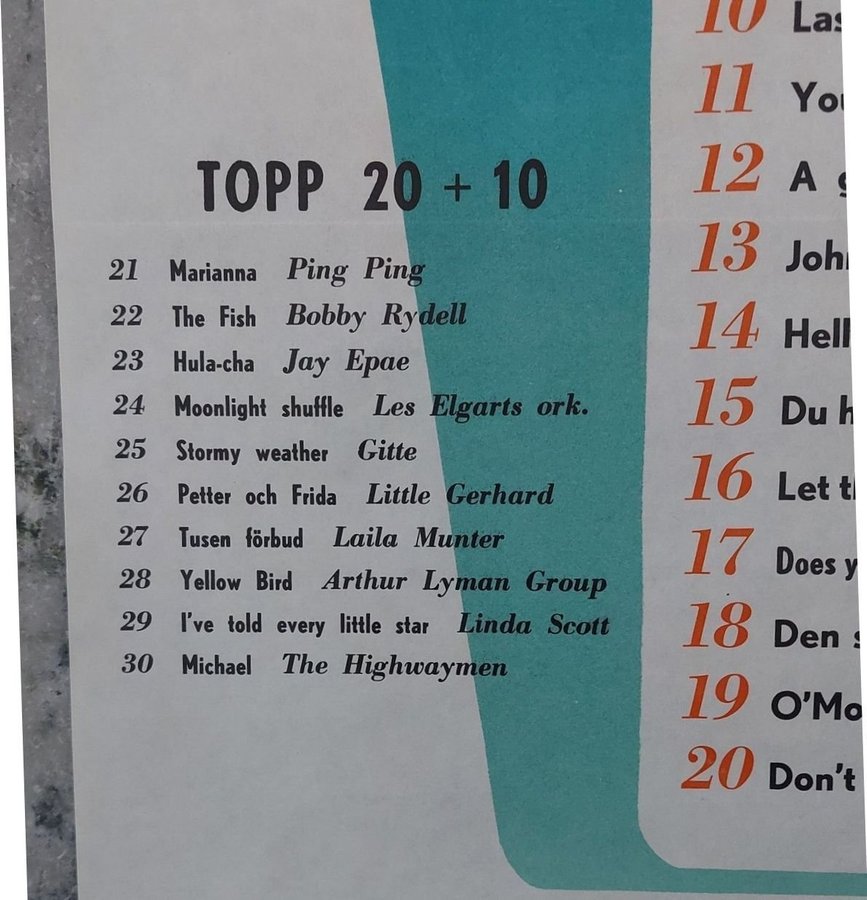 TOPP 20 + 10
21 Marianna Ping Ping
22 The Fish Bobby Rydell
23 Hula-cha Jay Epae
24 Moonlight shuffle Les Elgarts ork.
25 Stormy weather Gitte
26 Petter och Frida Little Gerhard
27 Tusen förbud Laila Munter
28 Yellow Bird Arthur Lyman Group
29 I've told every little star Linda Scott
30 Michael The Highwaymen
10
11
12 A
13
14
15 Du
16 Let
17 Does
18 Den
19
20 Don't